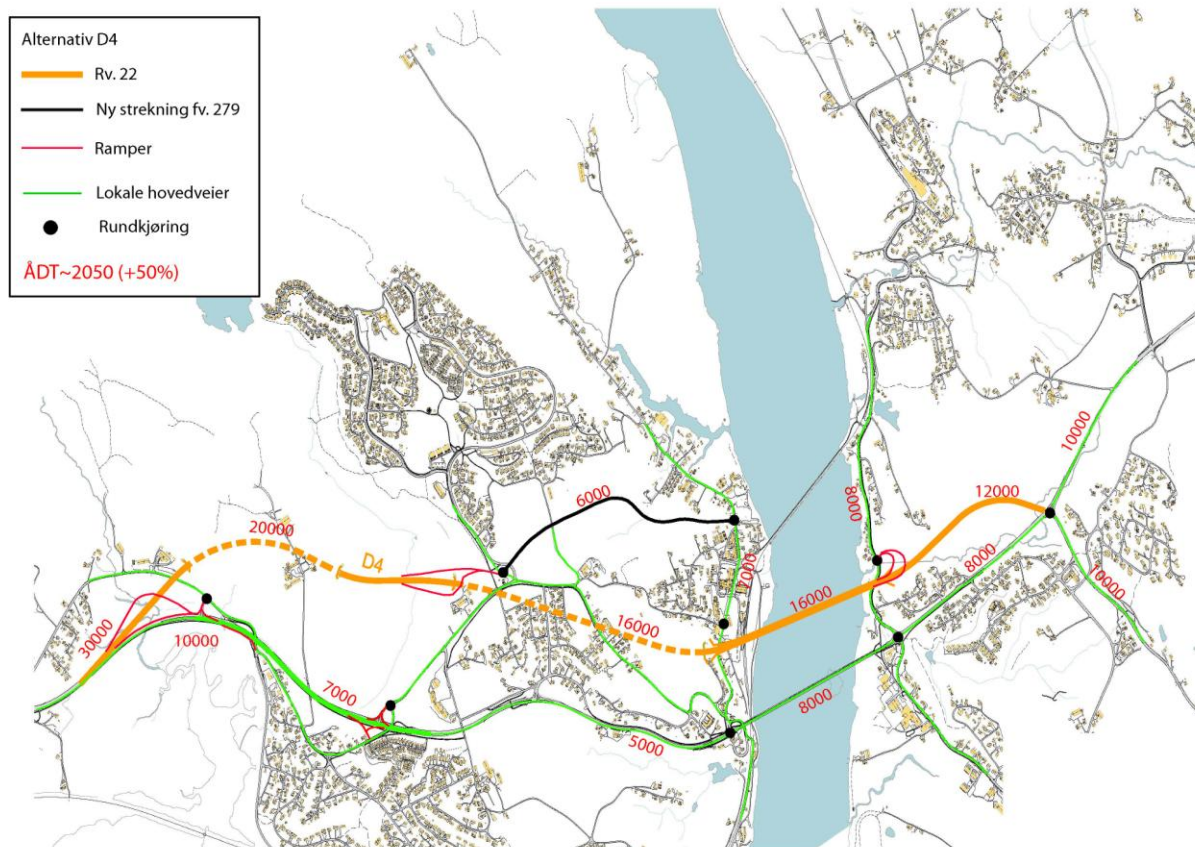 Alternativ D4
Rv. 22
Ny strekning fv. 279
Ramper
Lokale hovedveier
Rundkjøring
ÅDT~2050 (+50%)
20000
D4
6000
30000
10000
7000
16000
5000
4000
16000
8000
8000
12000
8000
10000
10000